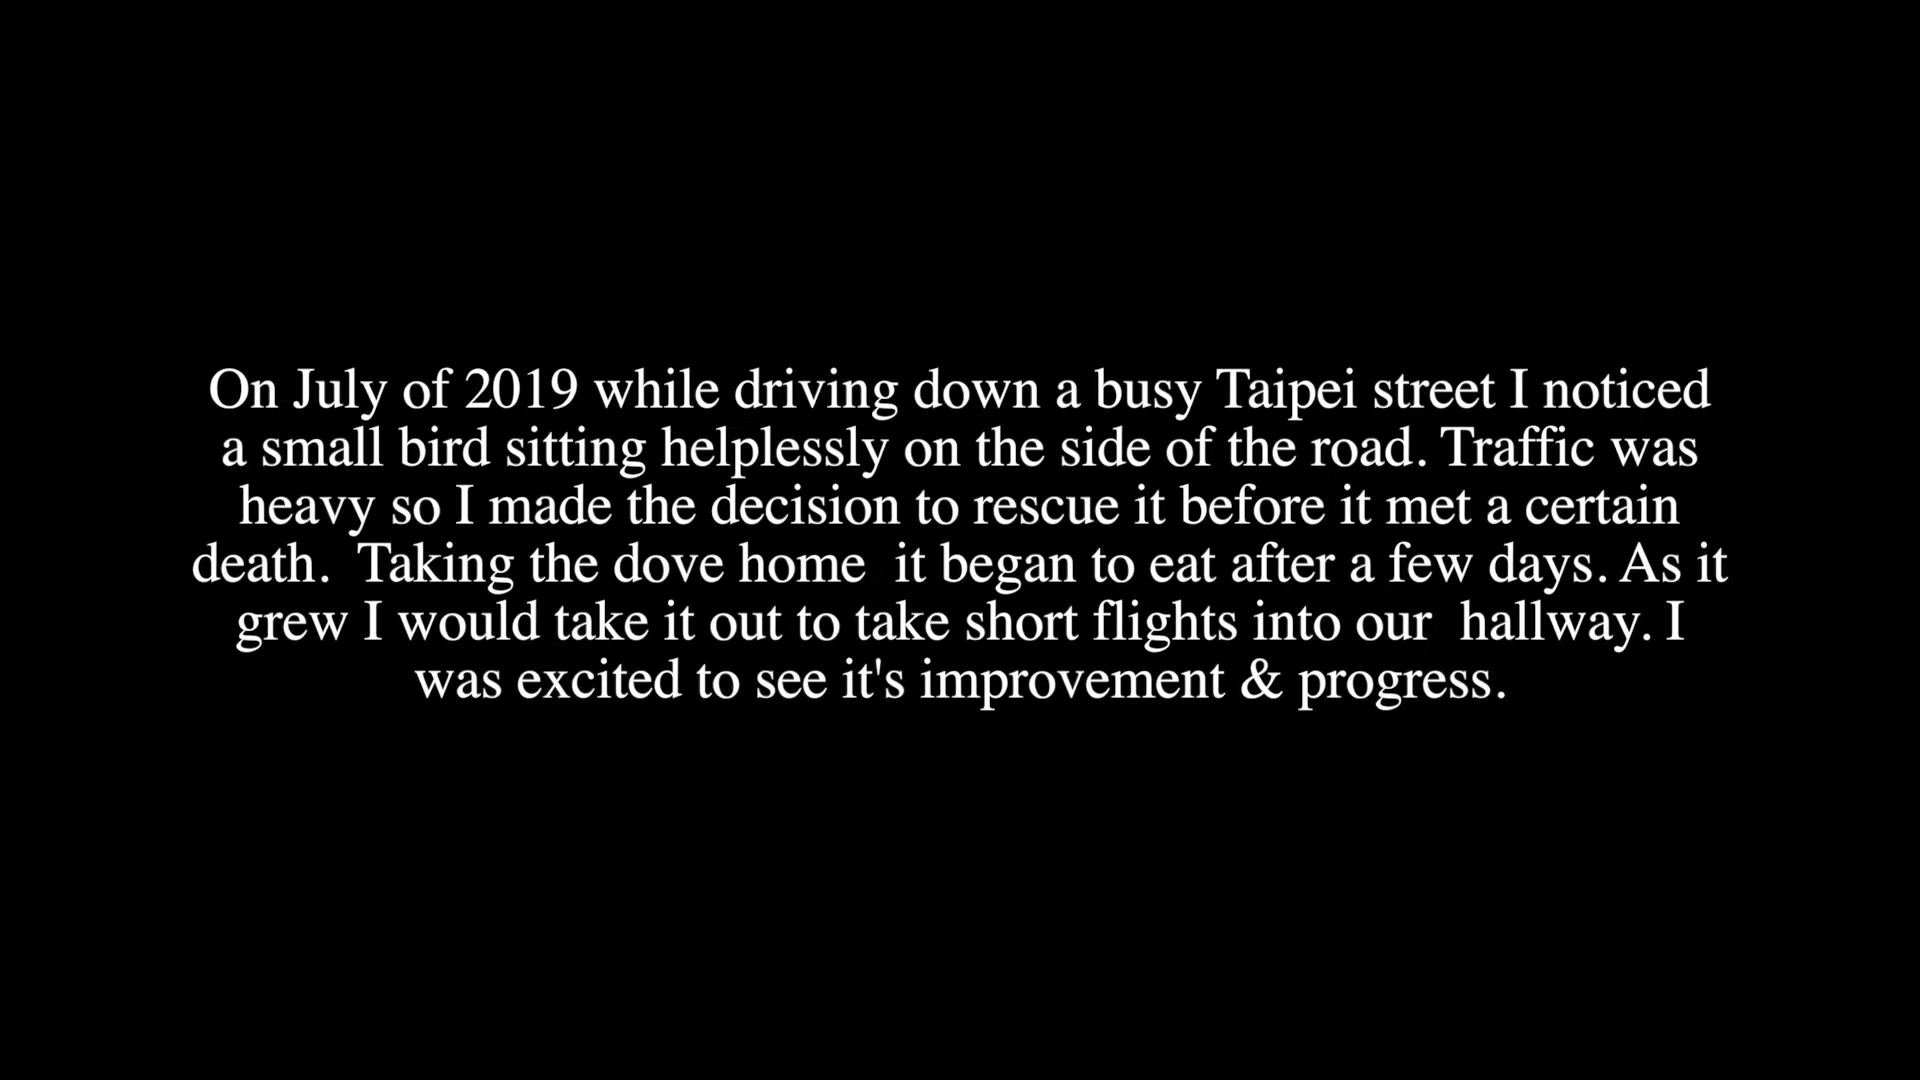 On July of 2019 while driving down a busy Taipei street I noticed
a small bird sitting helplessly on the side of the road. Traffic was
heavy so I made the decision to rescue it before it met a certain
death.  Taking the dove home  it began to eat after a few days. As it
grew I would take it out to take short flights into our  hallway. I
was excited to see it's improvement & progress.